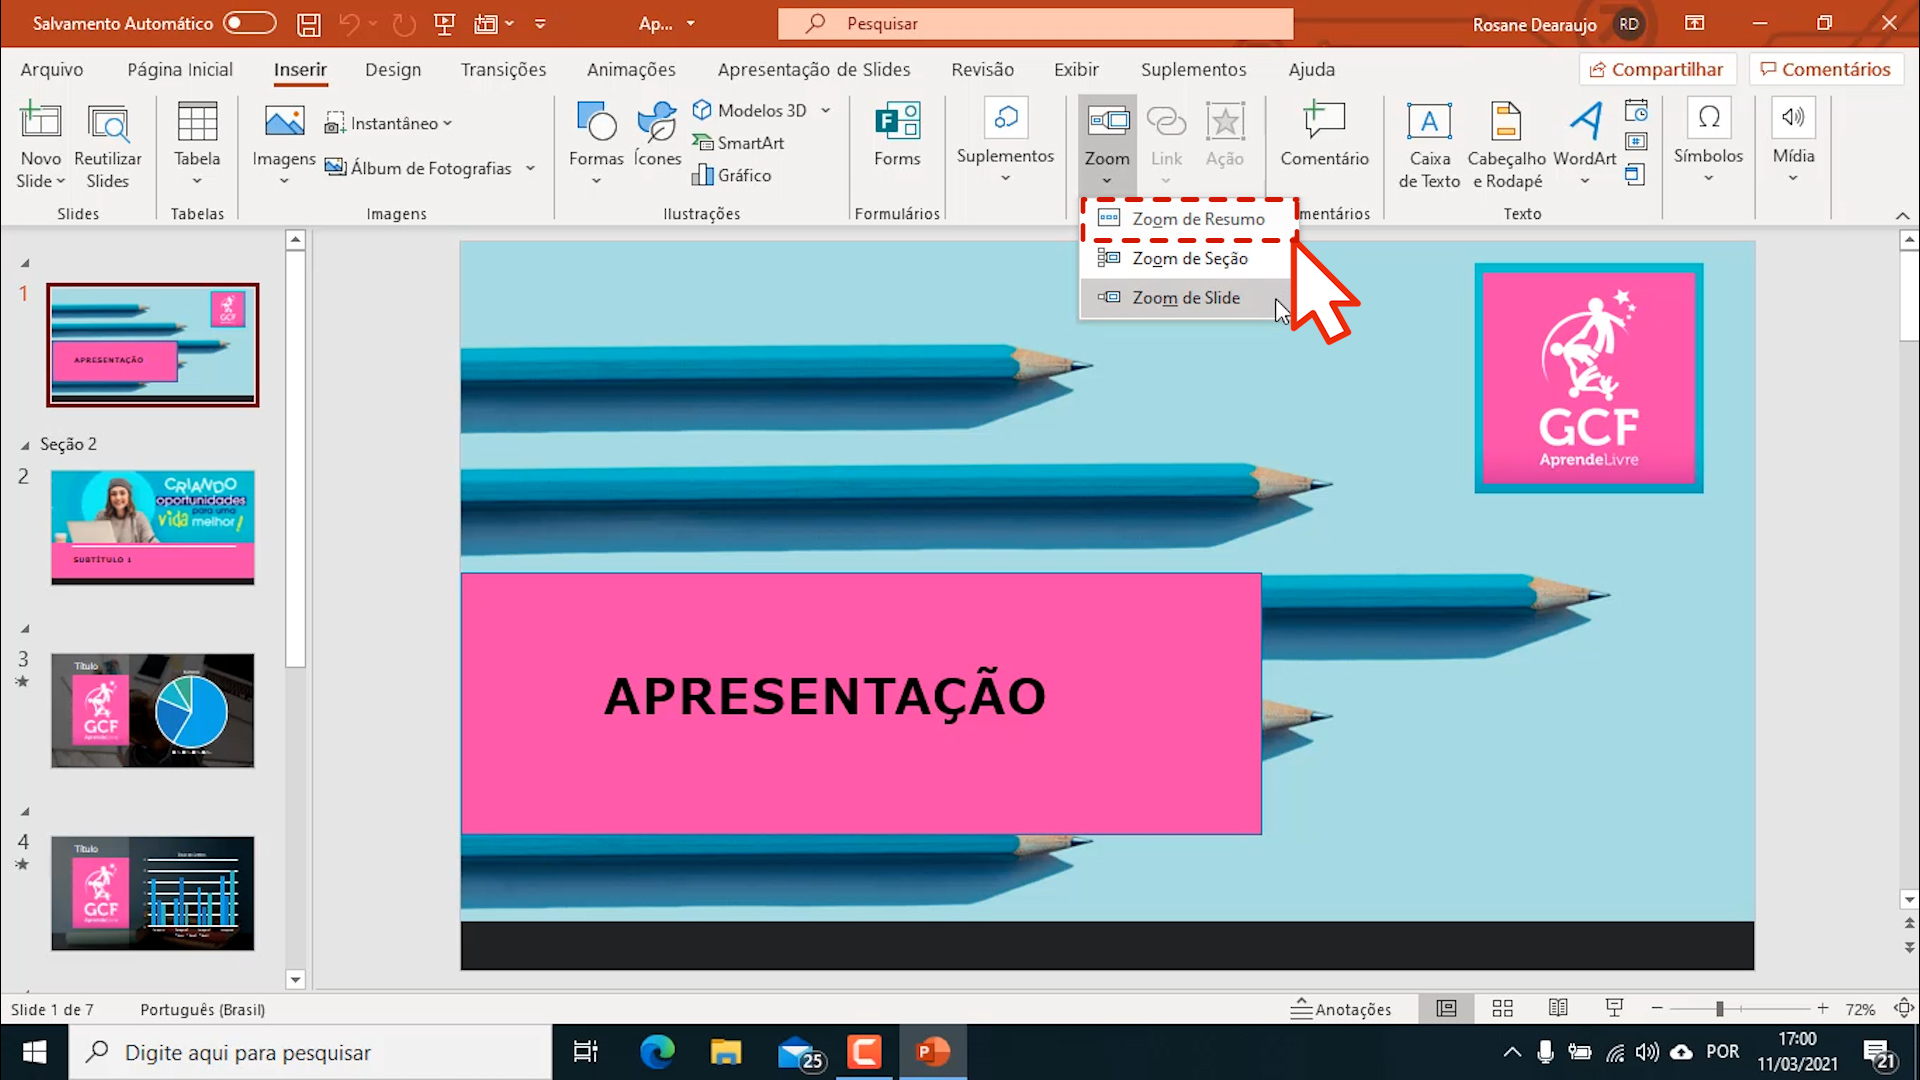 Salvamento Automático
Ap...
Pesquisar
Rosane Dearaujo
RD
Arquivo
Página Inicial
Inserir
Design
Transições
Animações
Apresentação de Slides
Revisão
Exibir
Suplementos
Ajuda
Compartilhar
Comentários
Novo
Slide
Reutilizar
Slides
Slides
Tabela
Tabelas
Imagens
Instantâneo
Álbum de Fotografias
Imagens
Formas
Ícones
Modelos 3D
SmartArt
Gráfico
Ilustrações
Forms
Formulários
Suplementos
Zoom
Link
Ação
Comentário
mentários
Caixa
de Texto
Cabeçalho
e Rodapé
WordArt
Texto
Símbolos
Mídia
Zoom de Resumo
Zoom de Seção
Zoom de Slide
1
GCF
APRESENTAÇÃO
Seção 2
2
CRIANDO
oportunidades
para uma
vida melhor!
SUBTÍTULO 1
3
Título
GCF
AprendeLivre
4
Título
GCF
AprendeLivre
GCF
AprendeLivre
APRESENTAÇÃO
Slide 1 de 7
Português (Brasil)
Anotações
72%
Digite aqui para pesquisar
25
POR
17:00
11/03/2021
21